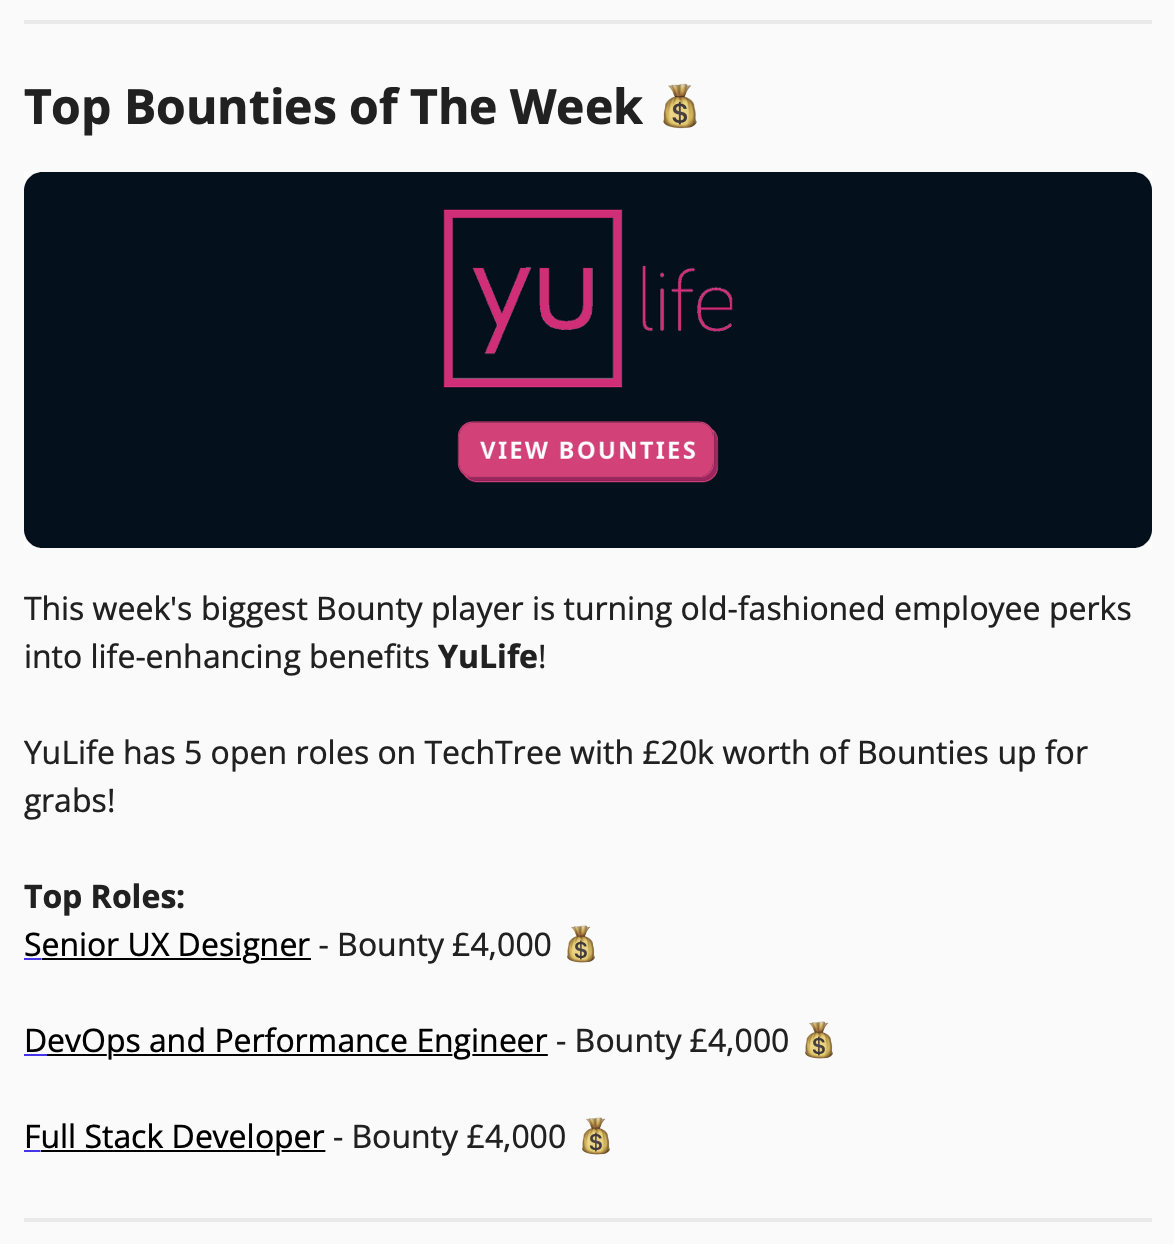 Top Bounties of The Week 💰
yu life
VIEW BOUNTIES
This week's biggest Bounty player is turning old-fashioned employee perks
into life-enhancing benefits YuLife!
YuLife has 5 open roles on TechTree with £20k worth of Bounties up for
grabs!
Top Roles:
Senior UX Designer - Bounty £4,000 💰
DevOps and Performance Engineer - Bounty £4,000 💰
Full Stack Developer - Bounty £4,000 💰